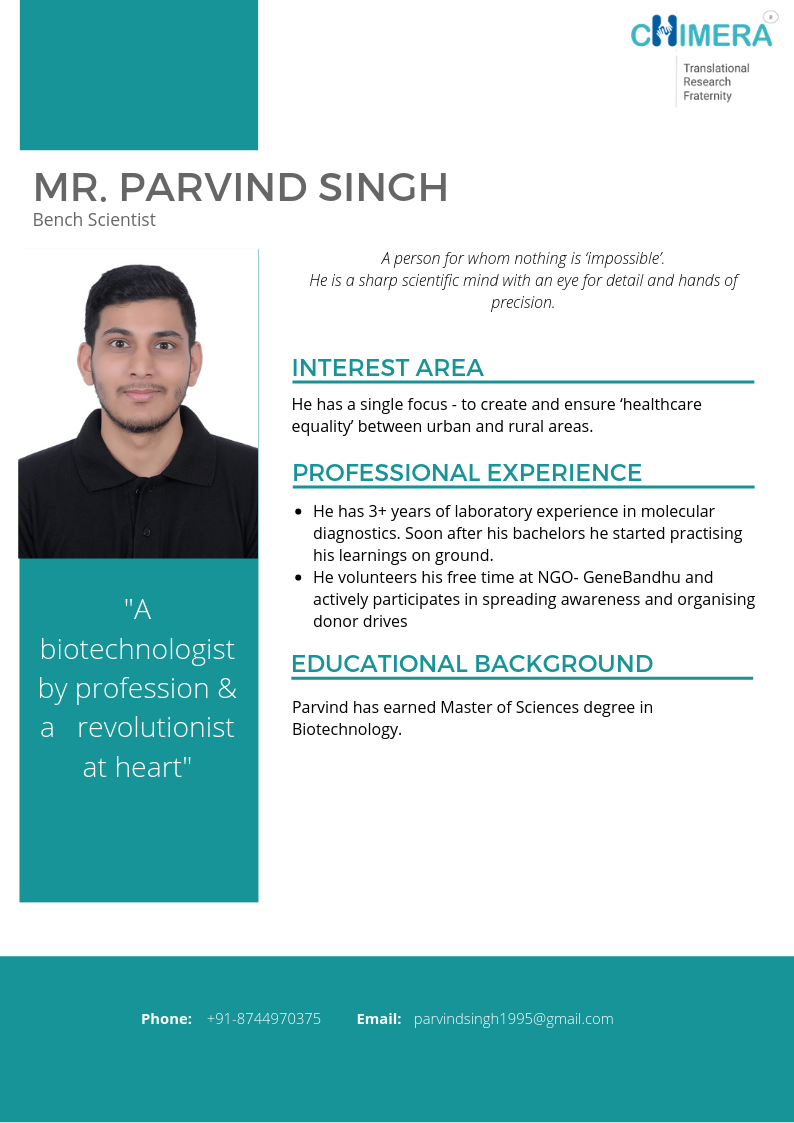 CHIMERA
Translational
Research
Fraternity
MR. PARVIND SINGH
Bench Scientist
A person for whom nothing is ‘impossible’.
He is a sharp scientific mind with an eye for detail and hands of
precision.
INTEREST AREA
He has a single focus - to create and ensure ‘healthcare
equality’ between urban and rural areas.
PROFESSIONAL EXPERIENCE
• He has 3+ years of laboratory experience in molecular
diagnostics. Soon after his bachelors he started practising
his learnings on ground.
• He volunteers his free time at NGO- GeneBandhu and
actively participates in spreading awareness and organising
donor drives
EDUCATIONAL BACKGROUND
Parvind has earned Master of Sciences degree in
Biotechnology.
"A
biotechnologist
by profession &
a revolutionist
at heart"
Phone: +91-8744970375 Email: parvindsingh1995@gmail.com